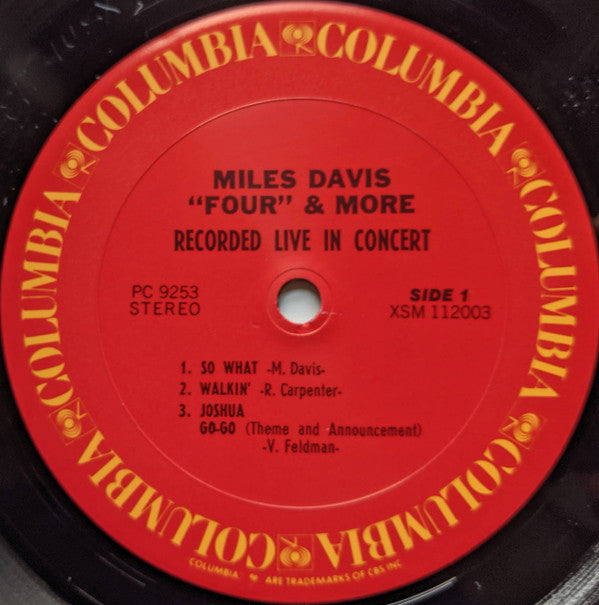 COLUMBIA COLUMBIA COLUMBIA COLUMBIA COLUMBIA COLUMBIA
MILES DAVIS
"FOUR" & MORE
RECORDED LIVE IN CONCERT
PC 9253
STEREO
SIDE 1
XSM 112003
1. SO WHAT -M. Davis-
2. WALKIN' -R. Carpenter-
3. JOSHUA
GO-GO (Theme and Announcement)
-V. Feldman-
COLUMBIA, ARE TRADEMARKS OF CBS INC